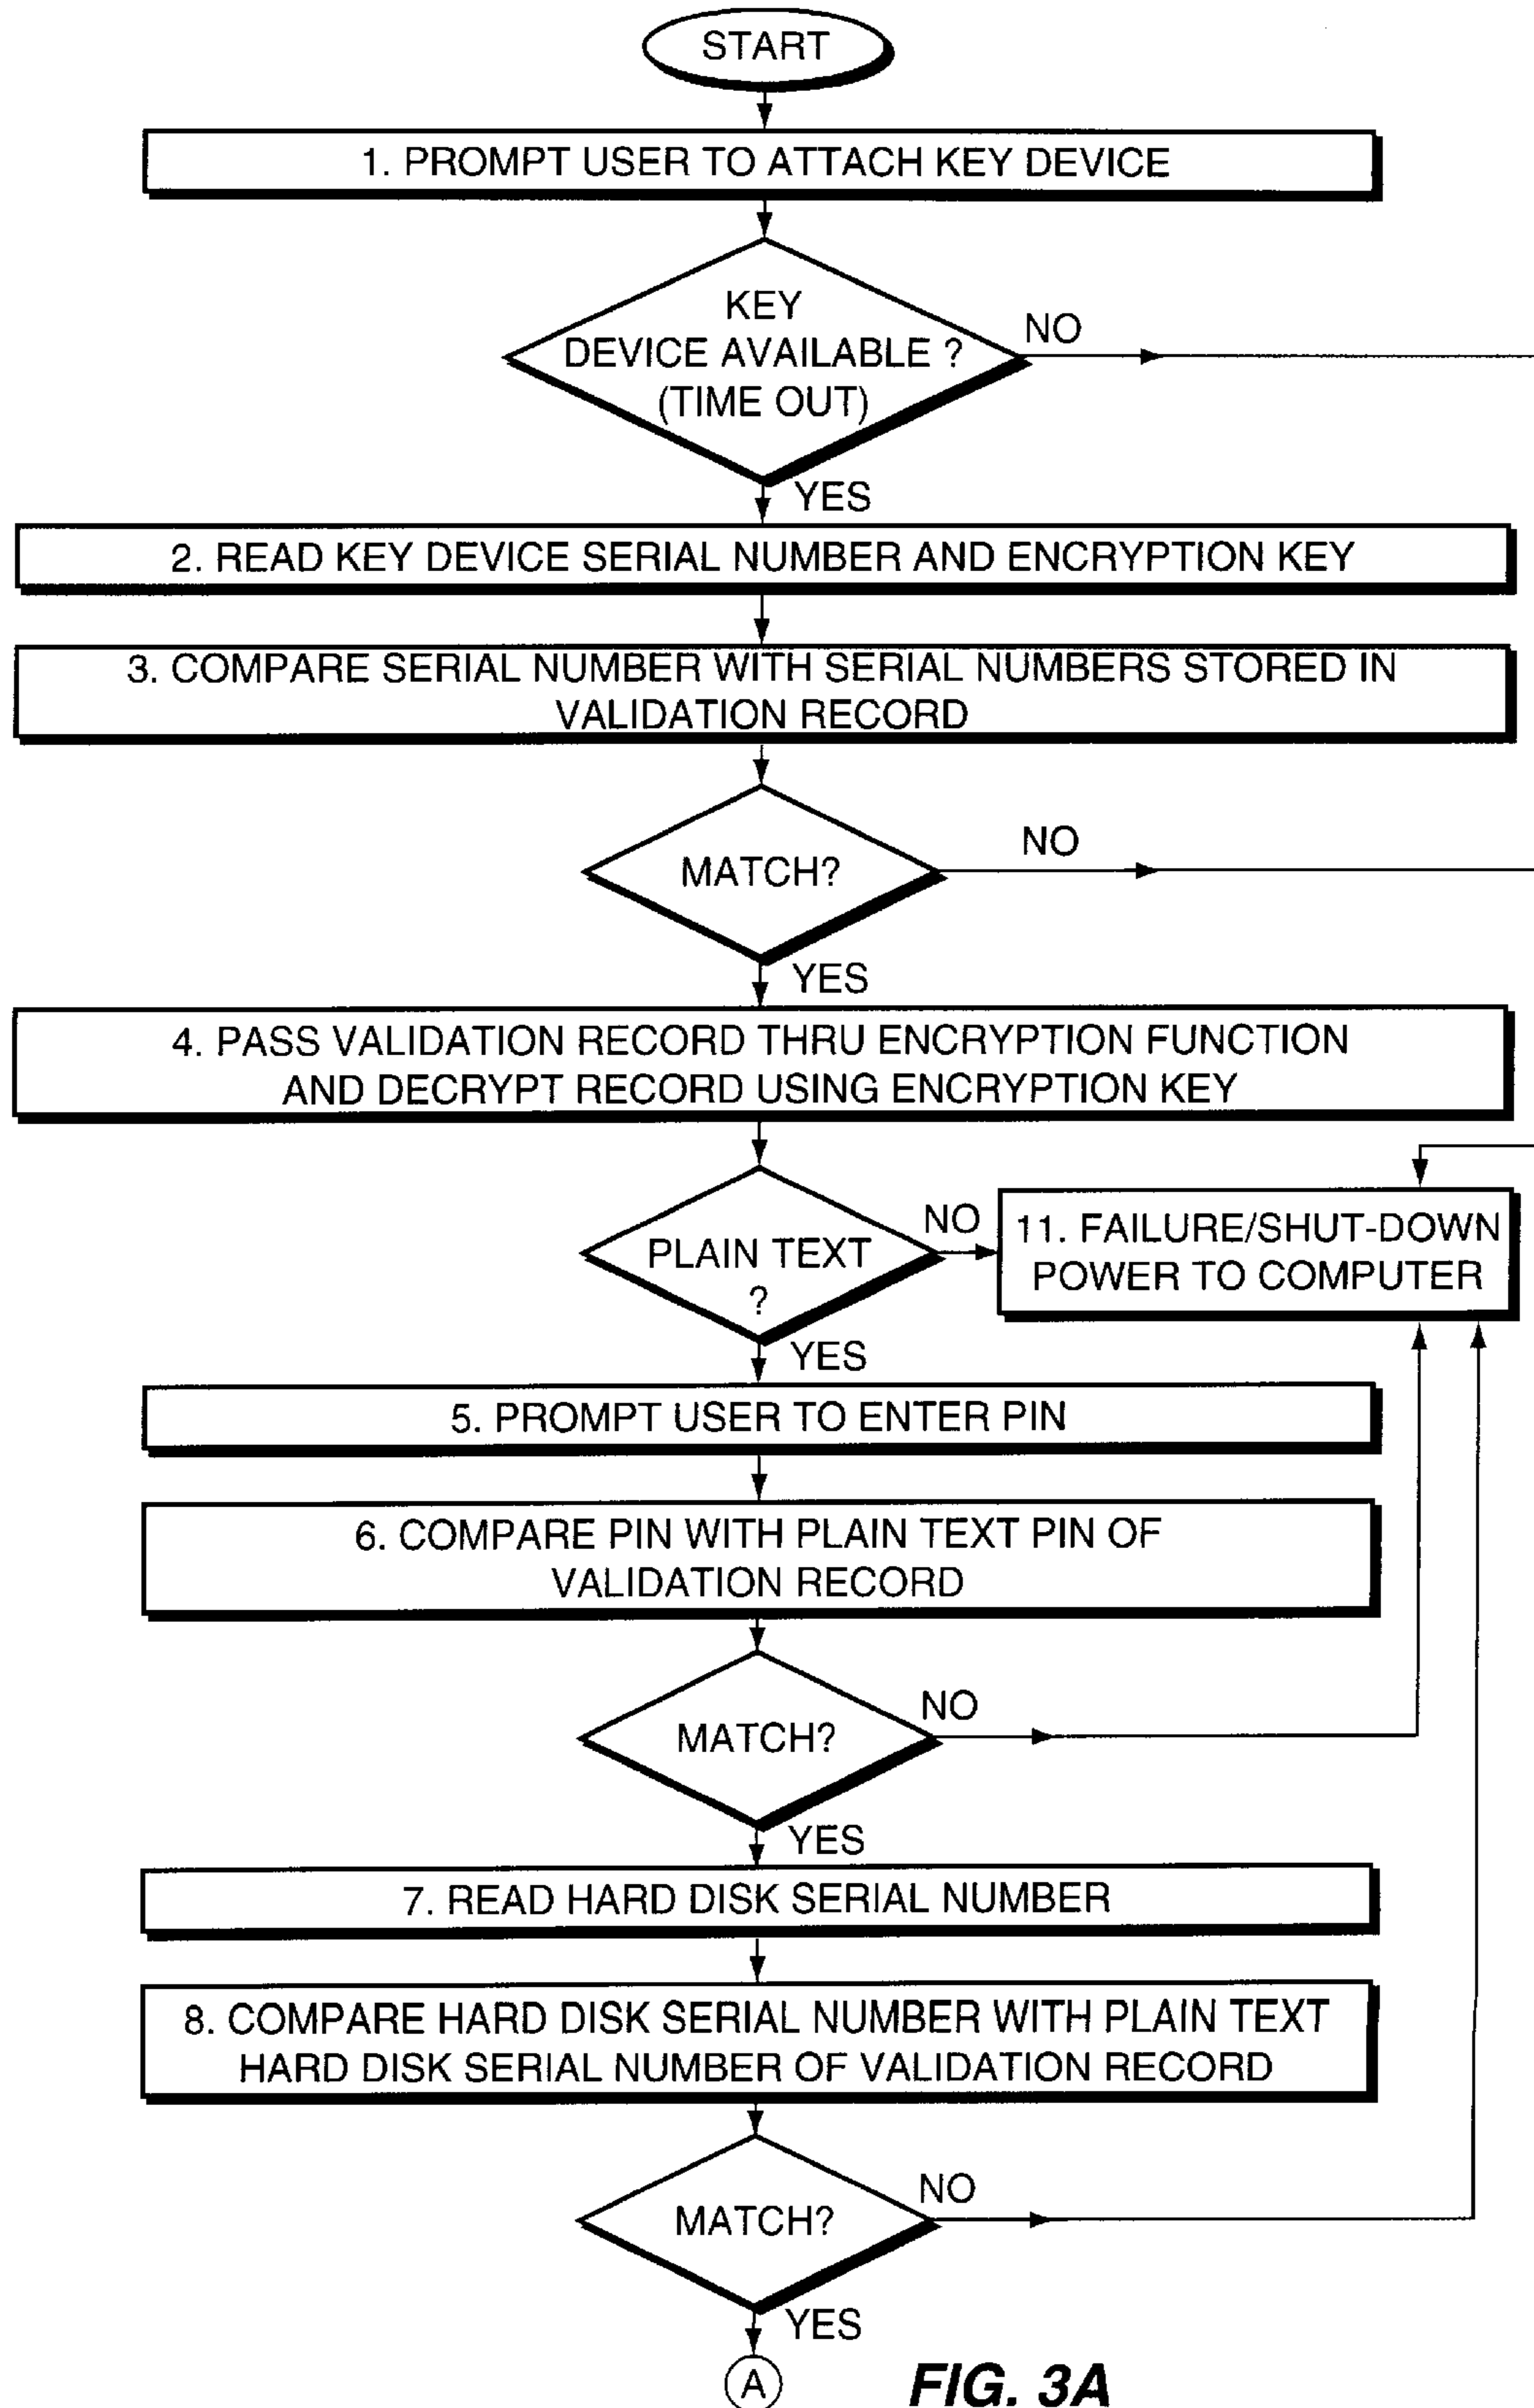 START
1. PROMPT USER TO ATTACH KEY DEVICE
KEY
DEVICE AVAILABLE ?
(TIME OUT)
NO
YES
2. READ KEY DEVICE SERIAL NUMBER AND ENCRYPTION KEY
3. COMPARE SERIAL NUMBER WITH SERIAL NUMBERS STORED IN
VALIDATION RECORD
MATCH?
NO
YES
4. PASS VALIDATION RECORD THRU ENCRYPTION FUNCTION
AND DECRYPT RECORD USING ENCRYPTION KEY
PLAIN TEXT
?
NO
11. FAILURE/SHUT-DOWN
POWER TO COMPUTER
YES
5. PROMPT USER TO ENTER PIN
6. COMPARE PIN WITH PLAIN TEXT PIN OF
VALIDATION RECORD
MATCH?
NO
YES
7. READ HARD DISK SERIAL NUMBER
8. COMPARE HARD DISK SERIAL NUMBER WITH PLAIN TEXT
HARD DISK SERIAL NUMBER OF VALIDATION RECORD
MATCH?
NO
YES
A
FIG. 3A